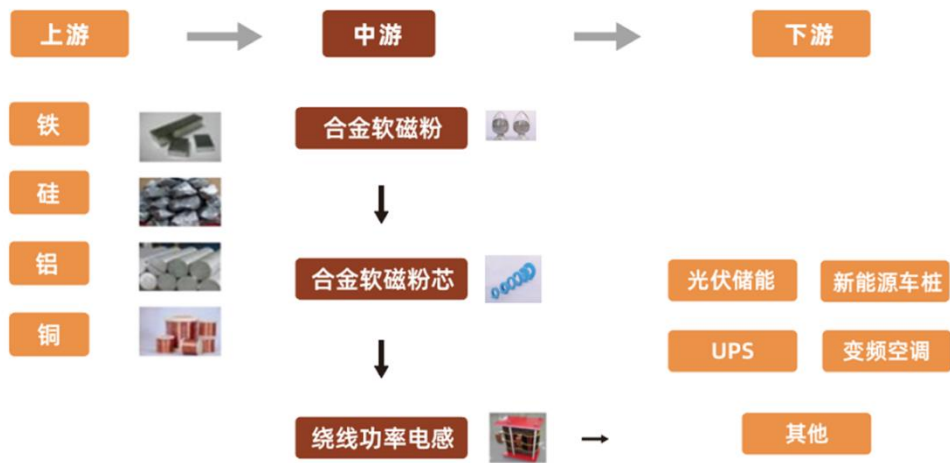 上游
中游
下游
铁
合金软磁粉
硅
铝
合金软磁粉芯
光伏储能
新能源车桩
铜
UPS
变频空调
绕线功率电感
其他